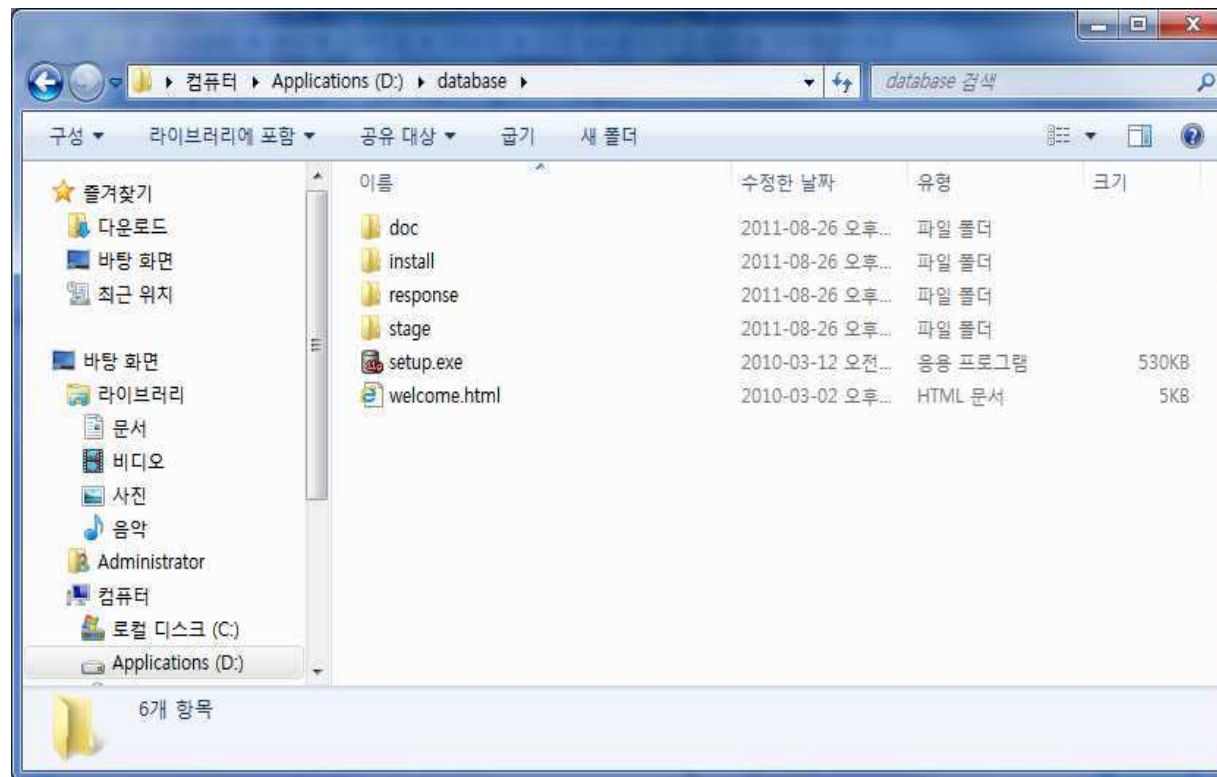 컴퓨터 ▸ Applications (D:) ▸ database ▸
database 검색
구성 라이브러리에 포함 공유 대상 굽기 새 폴더
즐겨찾기
다운로드
바탕 화면
최근 위치
바탕 화면
라이브러리
문서
비디오
사진
음악
Administrator
컴퓨터
로컬 디스크 (C:)
Applications (D:)
이름 수정한 날짜 유형 크기
doc 2011-08-26 오후... 파일 폴더
install 2011-08-26 오후... 파일 폴더
response 2011-08-26 오후... 파일 폴더
stage 2011-08-26 오후... 파일 폴더
setup.exe 2010-03-12 오전... 응용 프로그램 530KB
welcome.html 2010-03-02 오후... HTML 문서 5KB
6개 항목